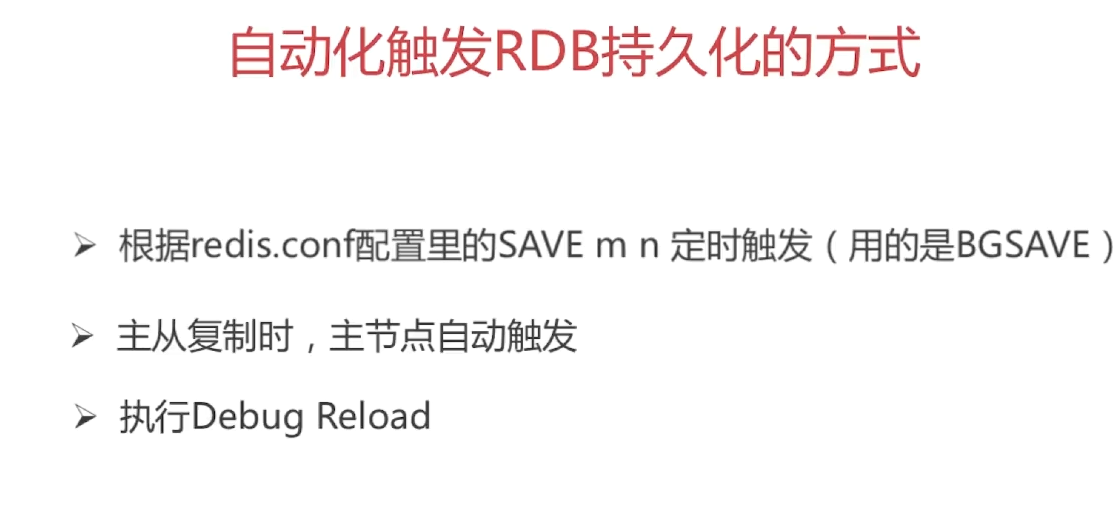 自动化触发RDB持久化的方式
➢ 根据redis.conf配置里的SAVE m n 定时触发（用的是BGSAVE）
➢ 主从复制时，主节点自动触发
➢ 执行Debug Reload